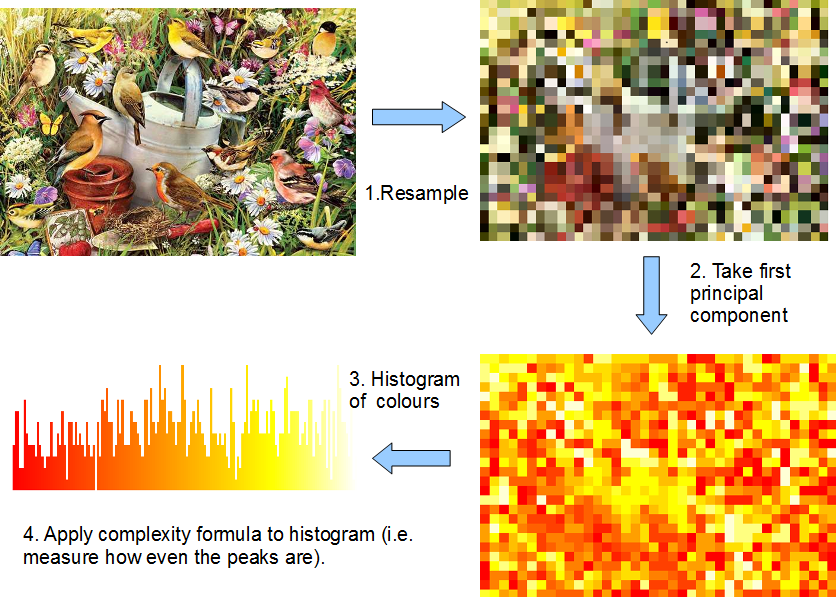 1.Resample
2. Take first
principal
component
3. Histogram
of colours
4. Apply complexity formula to histogram (i.e.
measure how even the peaks are).